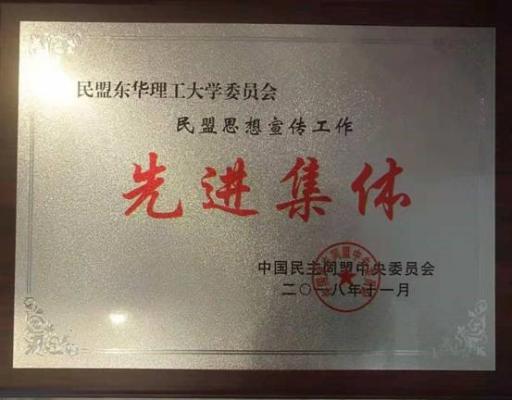 民盟东华理工大学委员会
民盟思想宣传工作
先进集体
中国民主同盟中央委员会
二〇一八年十一月